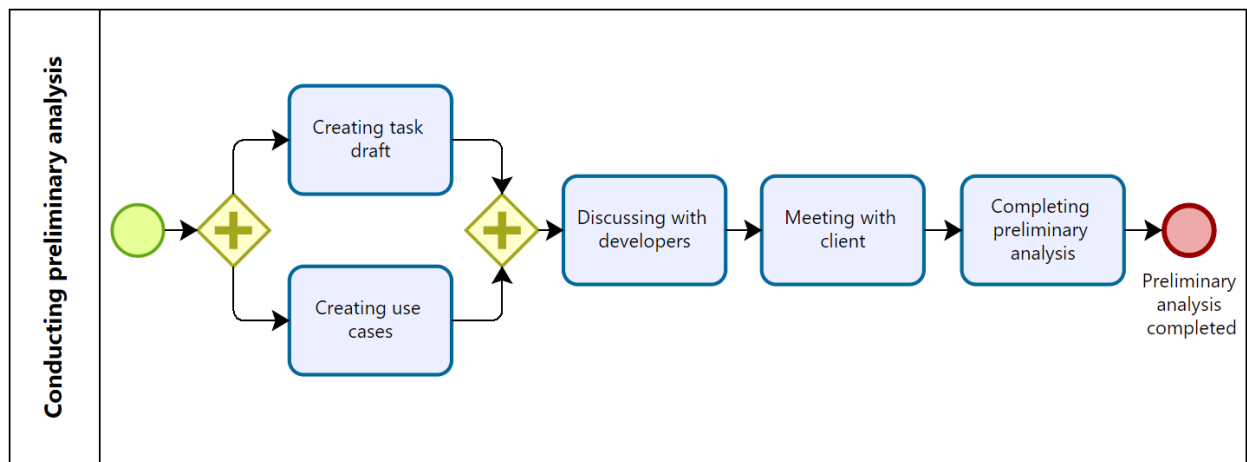 Conducting preliminary analysis
Creating task
draft
Creating use
cases
Discussing with
developers
Meeting with
client
Completing
preliminary
analysis
Preliminary
analysis
completed